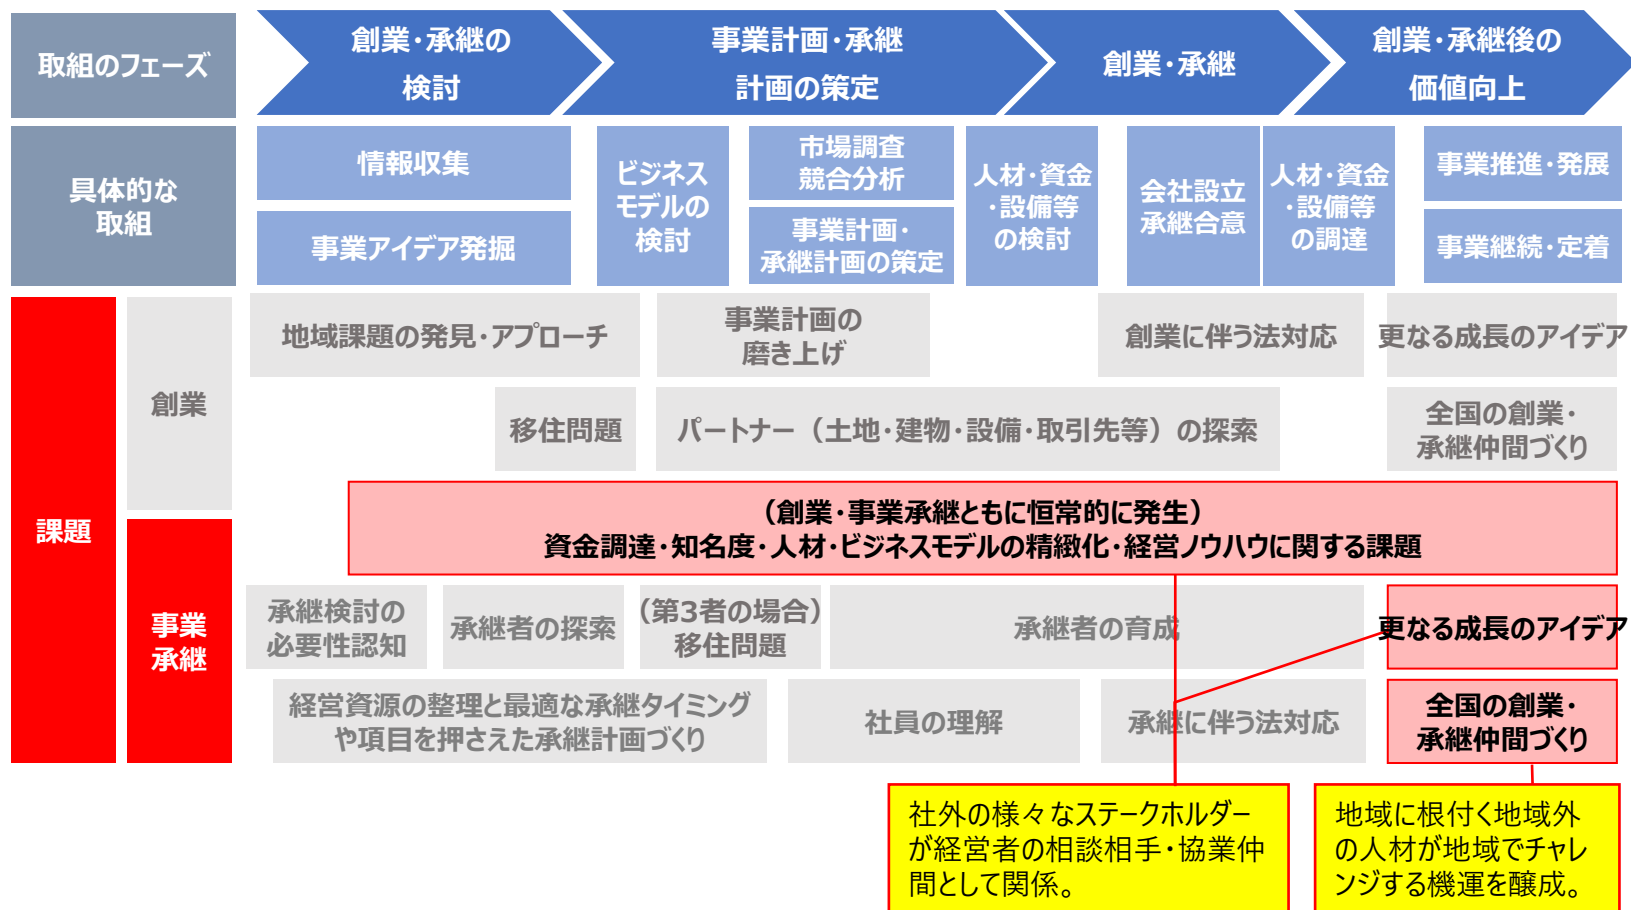 取組のフェーズ
創業・承継の
検討
事業計画・承継
計画の策定
創業・承継
創業・承継後の
価値向上
具体的な
取組
情報収集
事業アイデア発掘
ビジネス
モデルの
検討
市場調査
競合分析
事業計画・
承継計画の策定
人材・資金
・設備等
の検討
会社設立
承継合意
人材・資金
・設備等
の調達
事業推進・発展
事業継続・定着
課題
創業
地域課題の発見・アプローチ
事業計画の
磨き上げ
創業に伴う法対応
更なる成長のアイデア
移住問題
パートナー（土地・建物・設備・取引先等）の探索
全国の創業・
承継仲間づくり
（創業・事業承継ともに恒常的に発生）
資金調達・知名度・人材・ビジネスモデルの精緻化・経営ノウハウに関する課題
事業
承継
承継検討の
必要性認知
承継者の探索
（第3者の場合）
移住問題
承継者の育成
更なる成長のアイデア
経営資源の整理と最適な承継タイミング
や項目を押さえた承継計画づくり
社員の理解
承継に伴う法対応
全国の創業・
承継仲間づくり
社外の様々なステークホルダー
が経営者の相談相手・協業仲
間として関係。
地域に根付く地域外
の人材が地域でチャレ
ンジする機運を醸成。